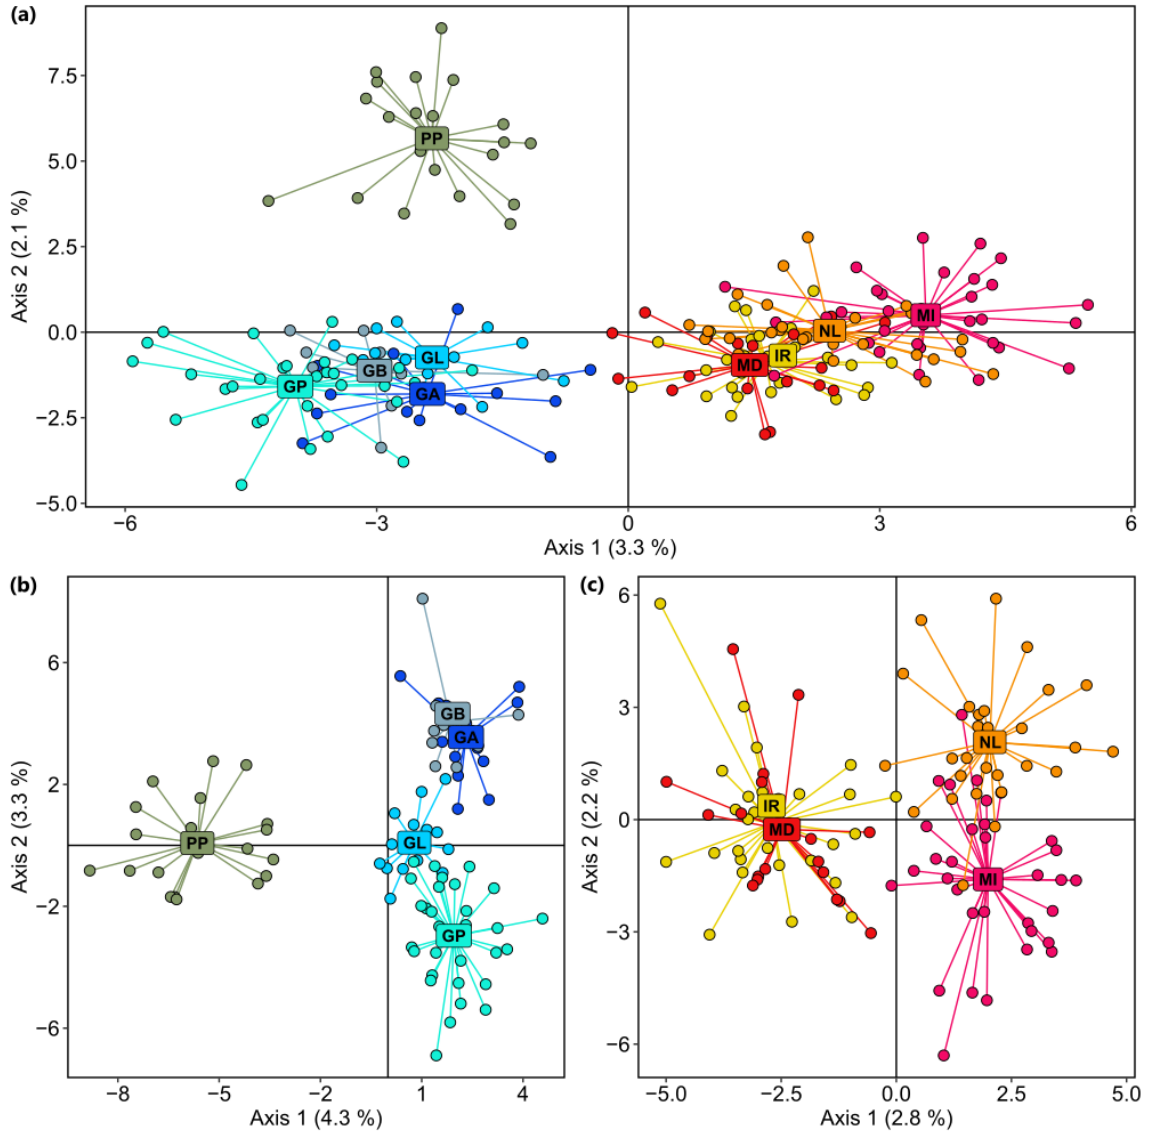 (a)
7.5
5.0
2.5
0.0
−2.5
−5.0
Axis 2 (2.1 %)
PP
GL
GB
GP
GA
MI
NL
IR
MD
−6
−3
0
3
6
Axis 1 (3.3 %)
(b)
6
2
−2
−6
Axis 2 (3.3 %)
GB
GA
PP
GL
GP
−8
−5
−2
1
4
Axis 1 (4.3 %)
(c)
6
3
0
−3
−6
Axis 2 (2.2 %)
NL
IR
MD
MI
−5.0
−2.5
0.0
2.5
5.0
Axis 1 (2.8 %)